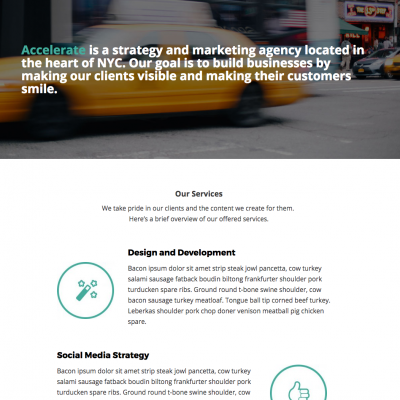 Accelerate is a strategy and marketing agency located in
the heart of NYC. Our goal is to build businesses by
making our clients visible and making their customers
smile.
Our Services
We take pride in our clients and the content we create for them.
Here's a brief overview of our offered services.
Design and Development
Bacon ipsum dolor sit amet strip steak jowl pancetta, cow turkey
salami sausage fatback boudin biltong frankfurter shoulder pork
turducken spare ribs. Ground round t-bone swine shoulder, cow
bacon sausage turkey meatloaf. Tongue ball tip corned beef turkey.
Leberkas shoulder pork chop doner venison meatball pig chicken
spare.
Social Media Strategy
Bacon ipsum dolor sit amet strip steak jowl pancetta, cow turkey
salami sausage fatback boudin biltong frankfurter shoulder pork
turducken spare ribs. Ground round t-bone swine shoulder, cow